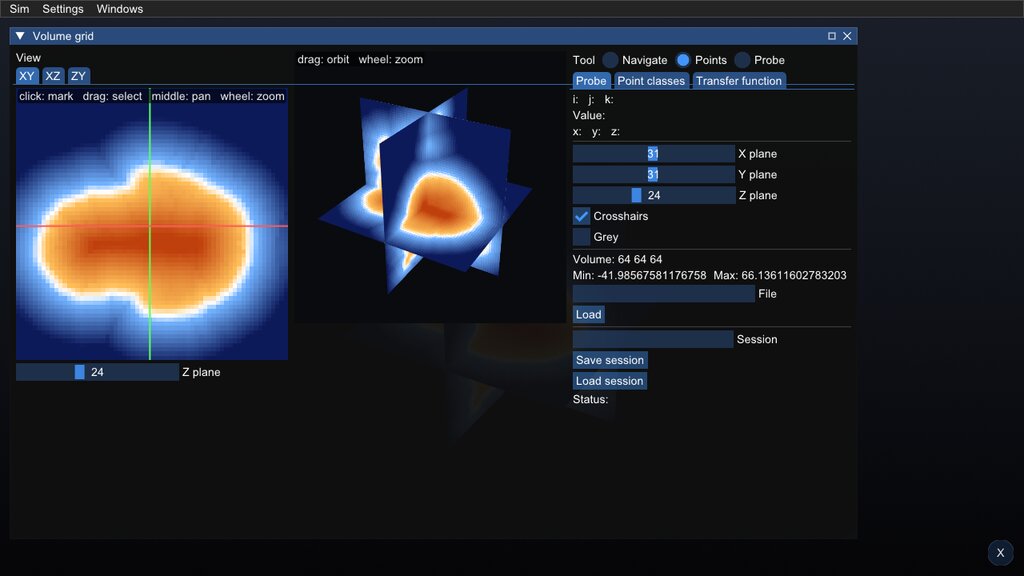 Sim Settings Windows
Volume grid
View
XY XZ ZY
click: mark drag: select middle: pan wheel: zoom
24 Z plane
drag: orbit wheel: zoom
Tool Navigate Points Probe
Probe Point classes Transfer function
i: j: k:
Value:
x: y: z:
31 X plane
31 Y plane
24 Z plane
Crosshairs
Grey
Volume: 64 64 64
Min: -41.98567581176758 Max: 66.13611602783203
File
Load
Session
Save session
Load session
Status:
X